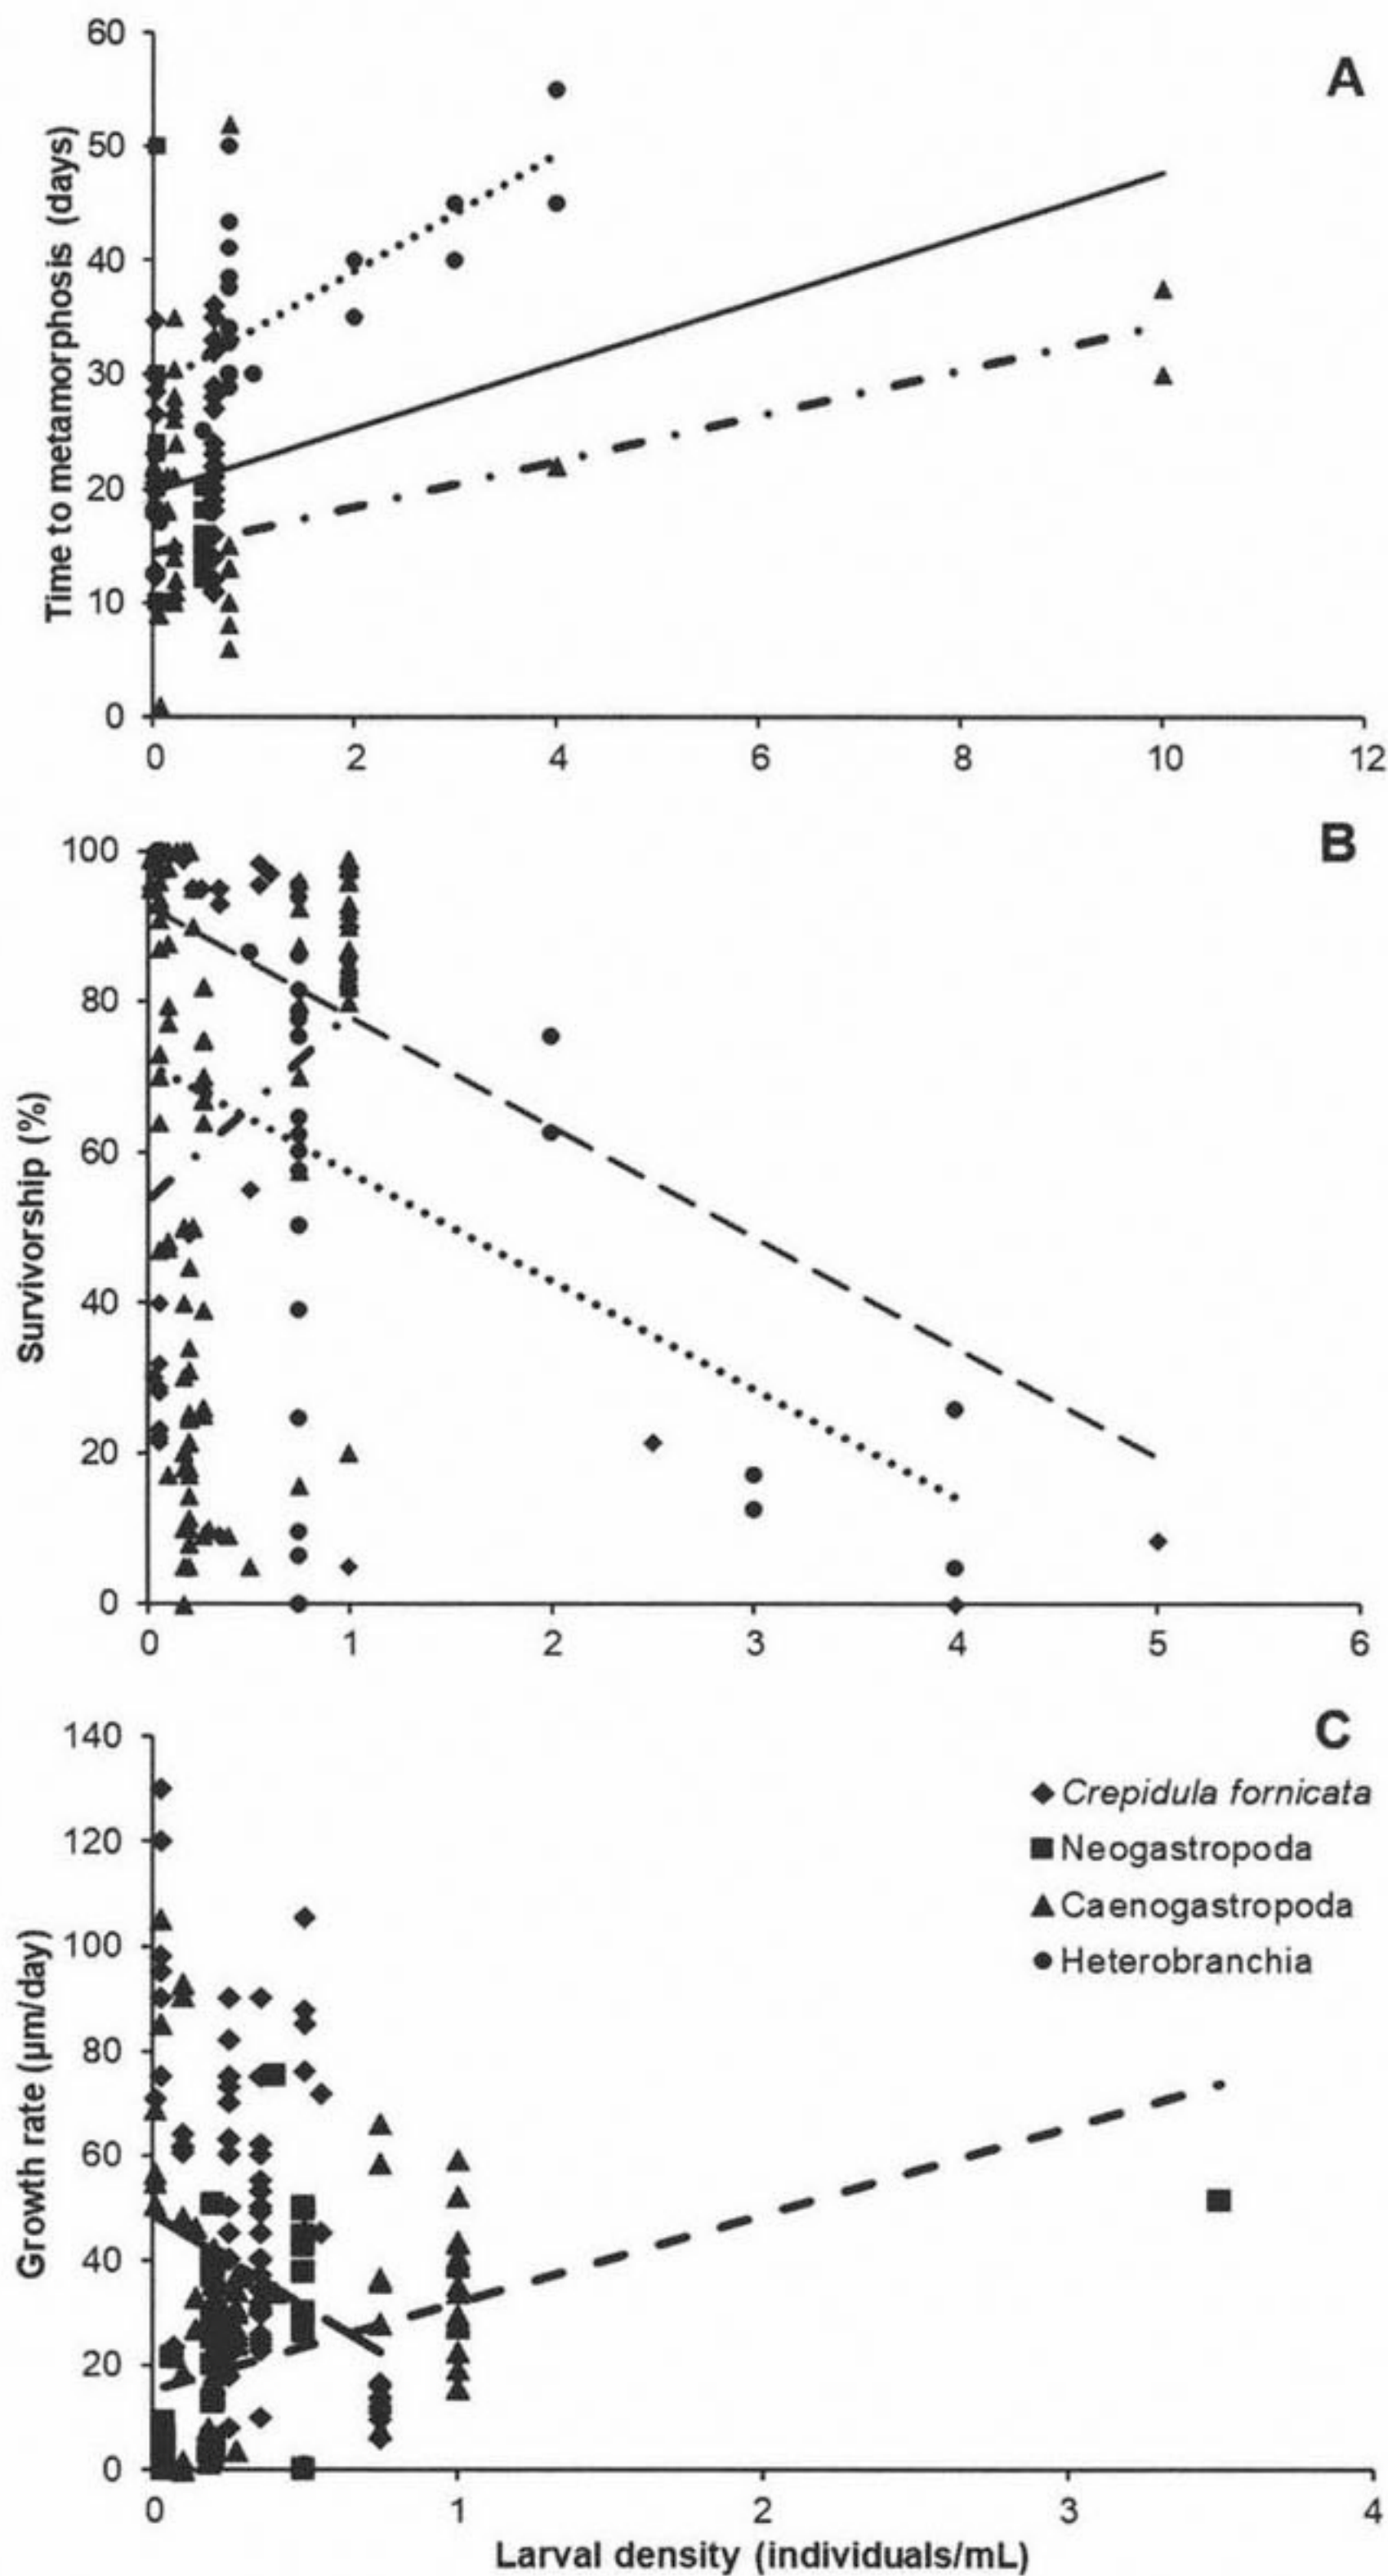 A
Time to metamorphosis (days)
60
50
40
30
20
10
0
0 2 4 6 8 10 12
B
Survivorship (%)
100
80
60
40
20
0
0 1 2 3 4 5 6
C
Growth rate (µm/day)
140
120
100
80
60
40
20
0
Crepidula fornicata
Neogastropoda
Caenogastropoda
Heterobranchia
0 1 2 3 4
Larval density (individuals/mL)